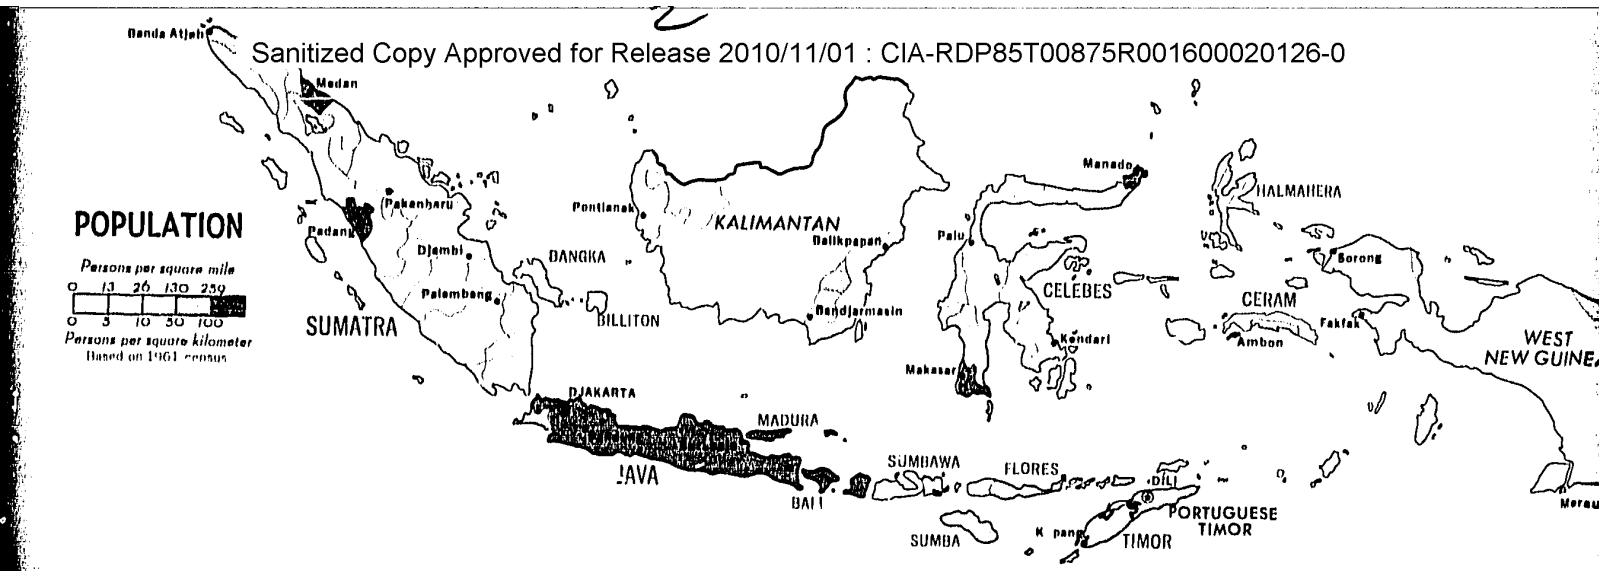 Sanitized Copy Approved for Release 2010/11/01 : CIA-RDP85T00875R001600020126-0
Banda Atjeh
Medan
Manado
HALMAHERA
Pakanbaru
Pontianak
KALIMANTAN
POPULATION
Padang
Balikpapan
Palu
Djambi
BANGKA
Sorong
Persons per square mile
0 13 26 130 259
Palembang
CELEBES
CERAM
0 5 10 50 100
SUMATRA
BILLITON
Bandjarmasin
Fakfak
Persons per square kilometer
Based on 1961 census
Kendari
Ambon
WEST
NEW GUINEA
Makasar
DJAKARTA
MADURA
JAVA
SUMBAWA
FLORES
BALI
DILI
PORTUGUESE
TIMOR
SUMBA
K pang
TIMOR
Merau